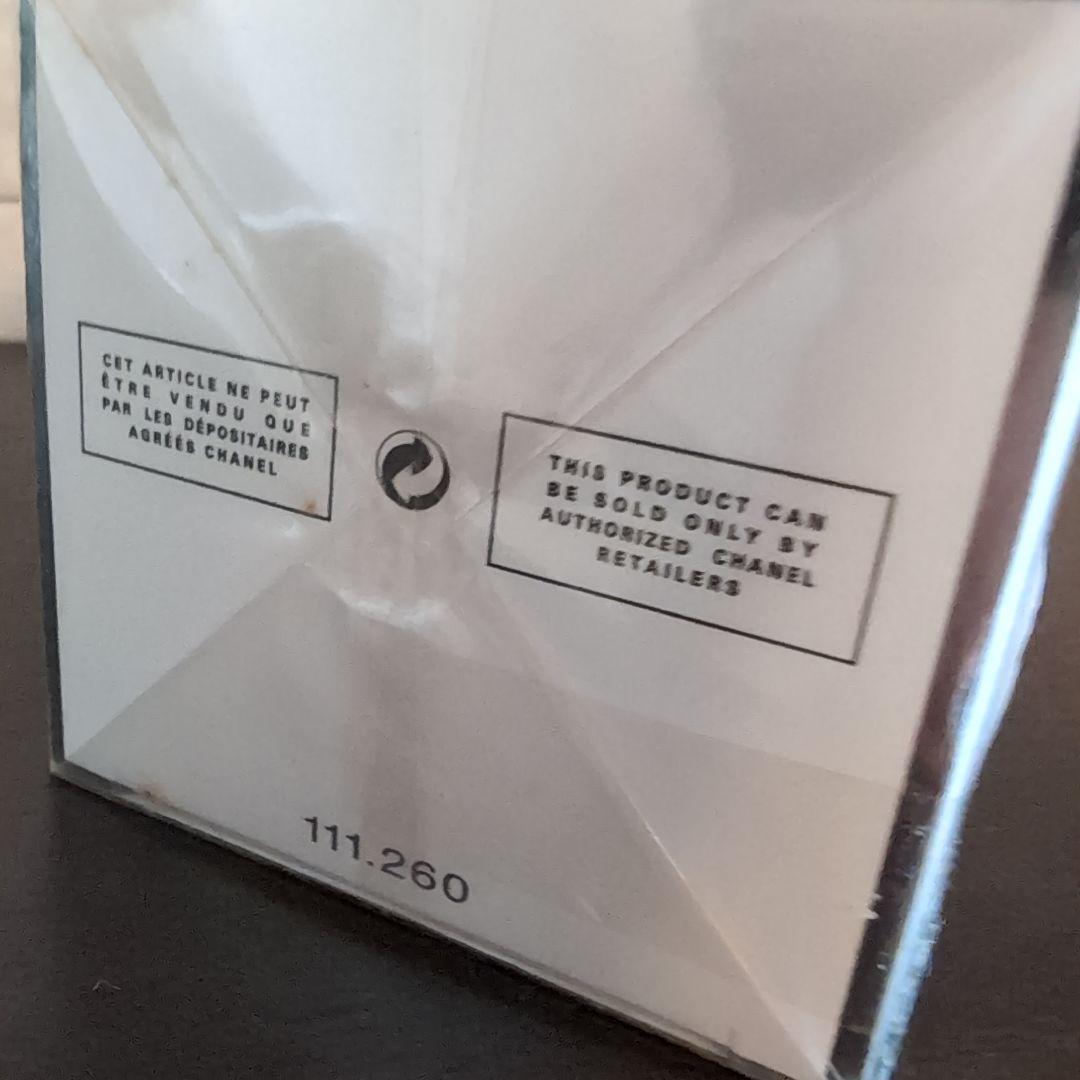 CET ARTICLE NE PEUT
ÊTRE VENDU QUE
PAR LES DÉPOSITAIRES
AGRÉÉS CHANEL
THIS PRODUCT CAN
BE SOLD ONLY BY
AUTHORIZED CHANEL
RETAILERS
111.260